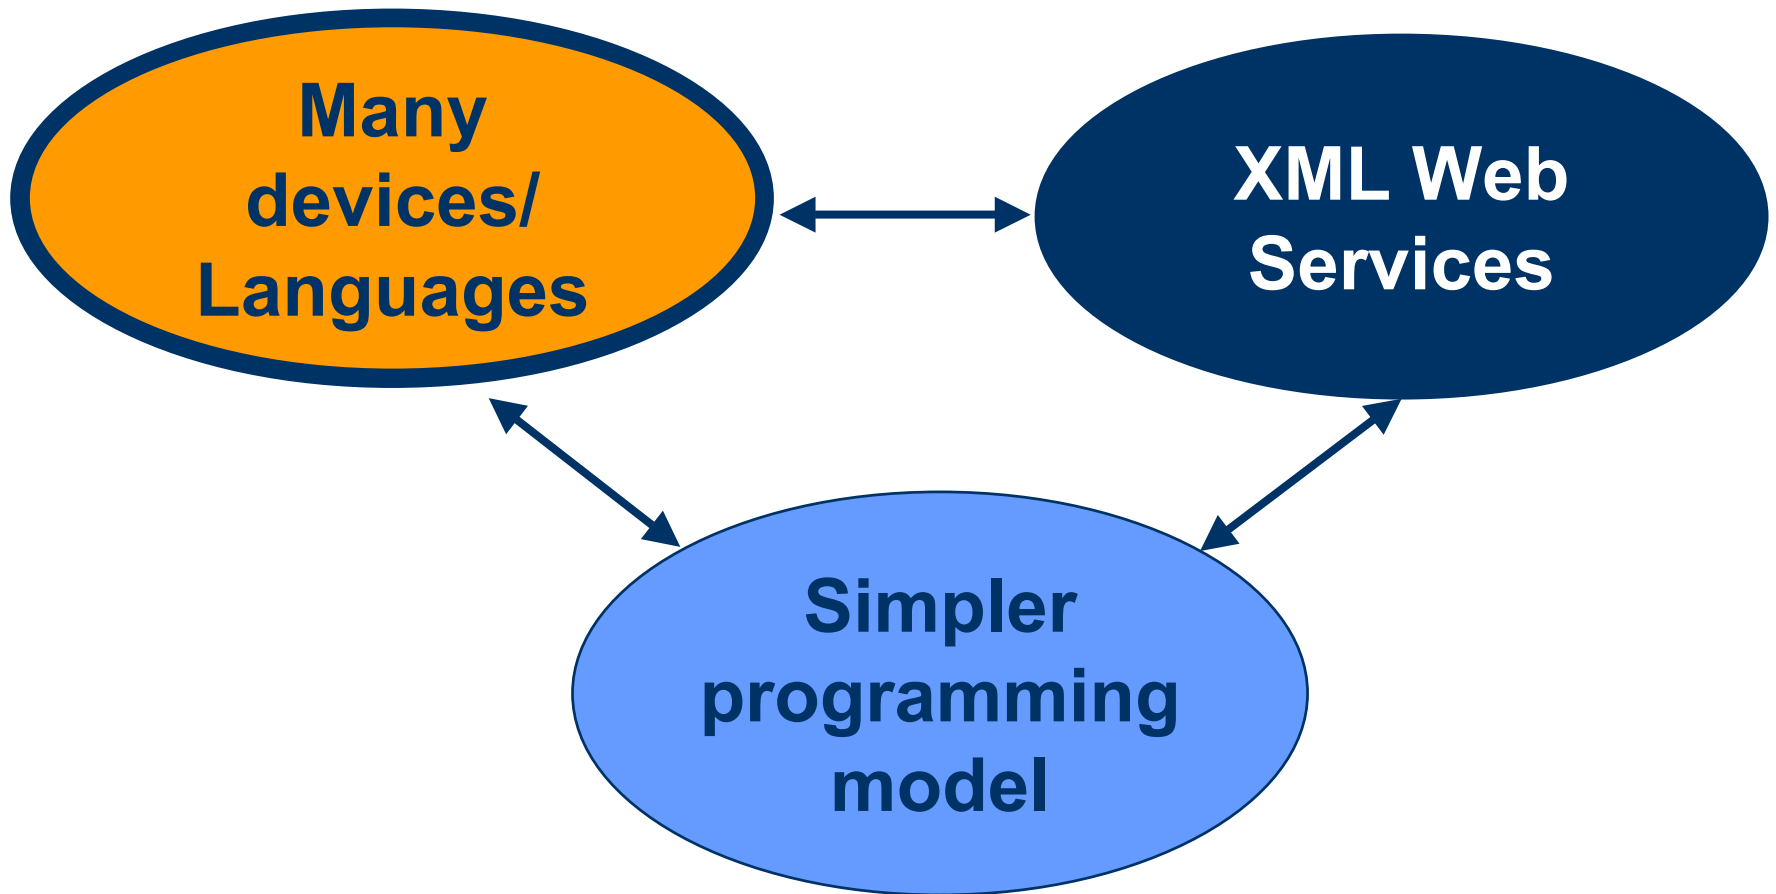 Many
devices/
Languages
XML Web
Services
Simpler
programming
model